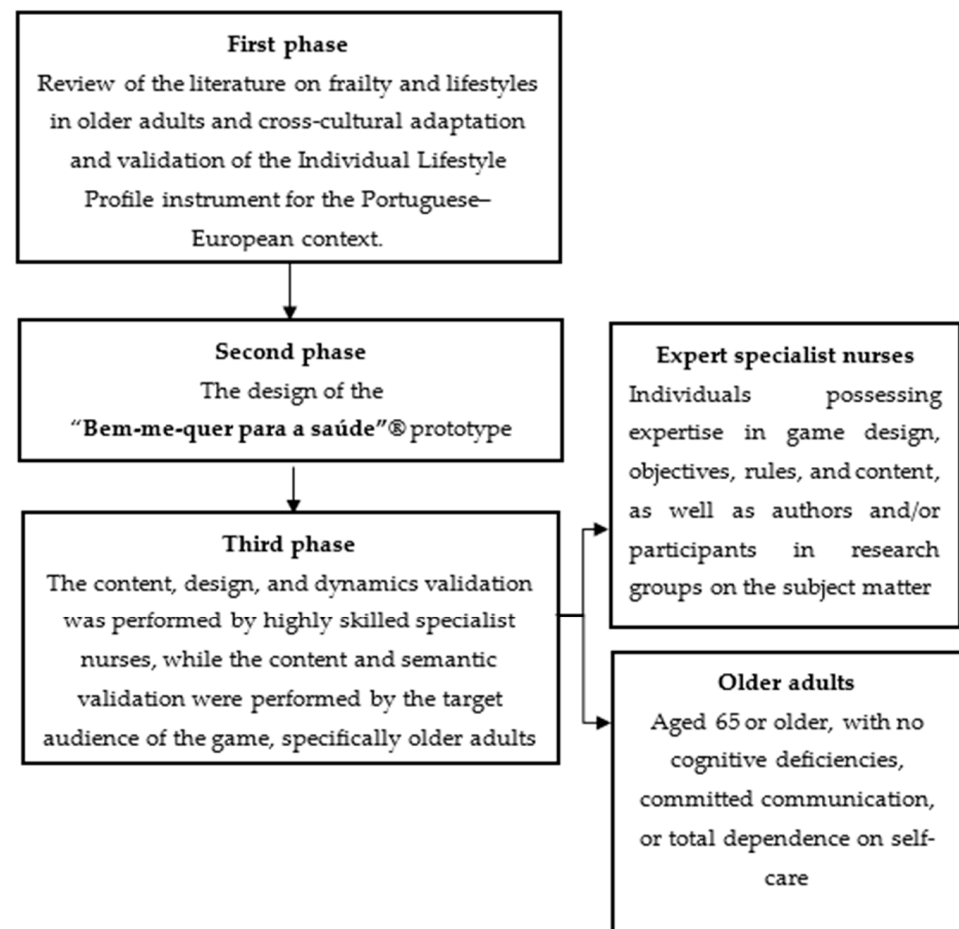 First phase
Review of the literature on frailty and lifestyles
in older adults and cross-cultural adaptation
and validation of the Individual Lifestyle
Profile instrument for the Portuguese–
European context.
Second phase
The design of the
“Bem-me-quer para a saúde”® prototype
Third phase
The content, design, and dynamics validation
was performed by highly skilled specialist
nurses, while the content and semantic
validation were performed by the target
audience of the game, specifically older adults
Expert specialist nurses
Individuals possessing
expertise in game design,
objectives, rules, and content,
as well as authors and/or
participants in research
groups on the subject matter
Older adults
Aged 65 or older, with no
cognitive deficiencies,
committed communication,
or total dependence on self-
care